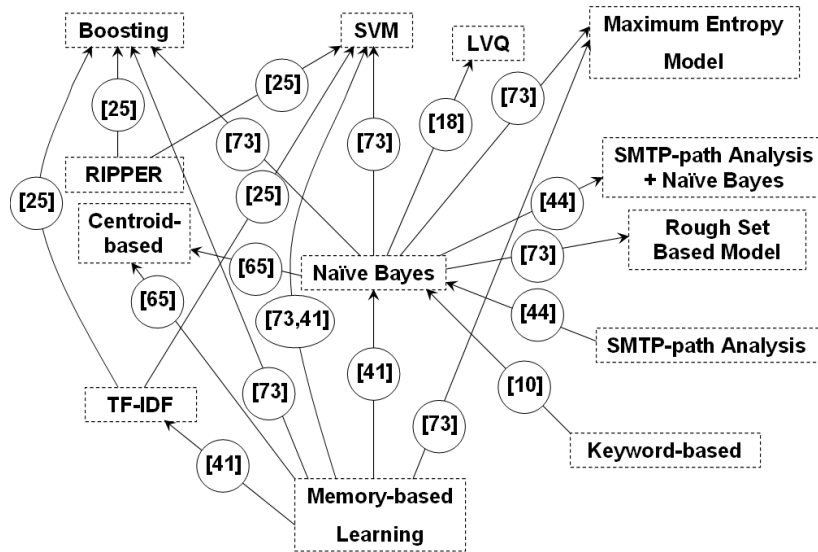 Boosting
SVM
LVQ
Maximum Entropy
Model
[25]
[25]
[73]
[18]
[73]
[73]
RIPPER
SMTP-path Analysis
+ Naïve Bayes
[25]
[25]
[44]
Centroid-
based
Rough Set
Based Model
[65]
Naïve Bayes
[73]
[65]
[73,41]
[44]
SMTP-path Analysis
[41]
[10]
TF-IDF
[73]
[73]
Keyword-based
[41]
Memory-based
Learning